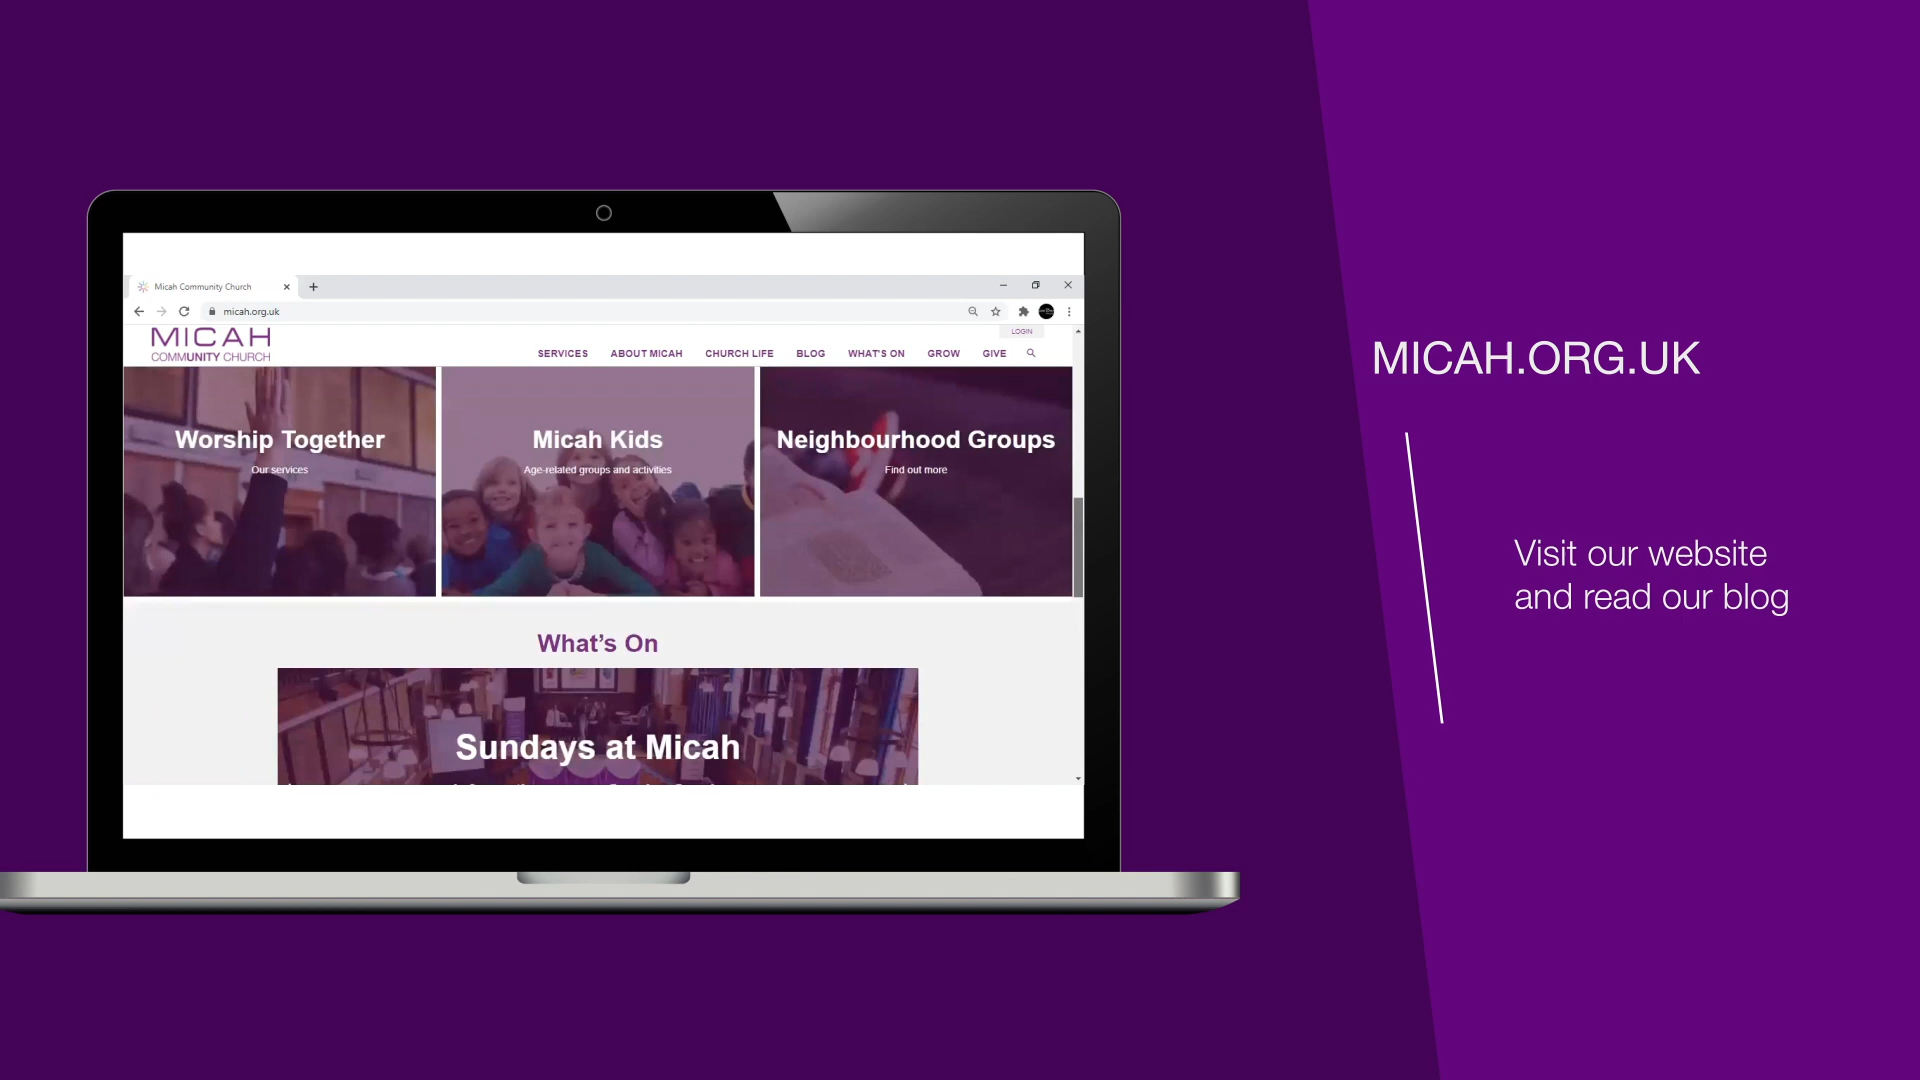 Micah Community Church
micah.org.uk
MICAH
COMMUNITY CHURCH
LOGIN
SERVICES ABOUT MICAH CHURCH LIFE BLOG WHAT'S ON GROW GIVE
Worship Together
Our services
Micah Kids
Age-related groups and activities
Neighbourhood Groups
Find out more
What’s On
Sundays at Micah
MICAH.ORG.UK
Visit our website
and read our blog